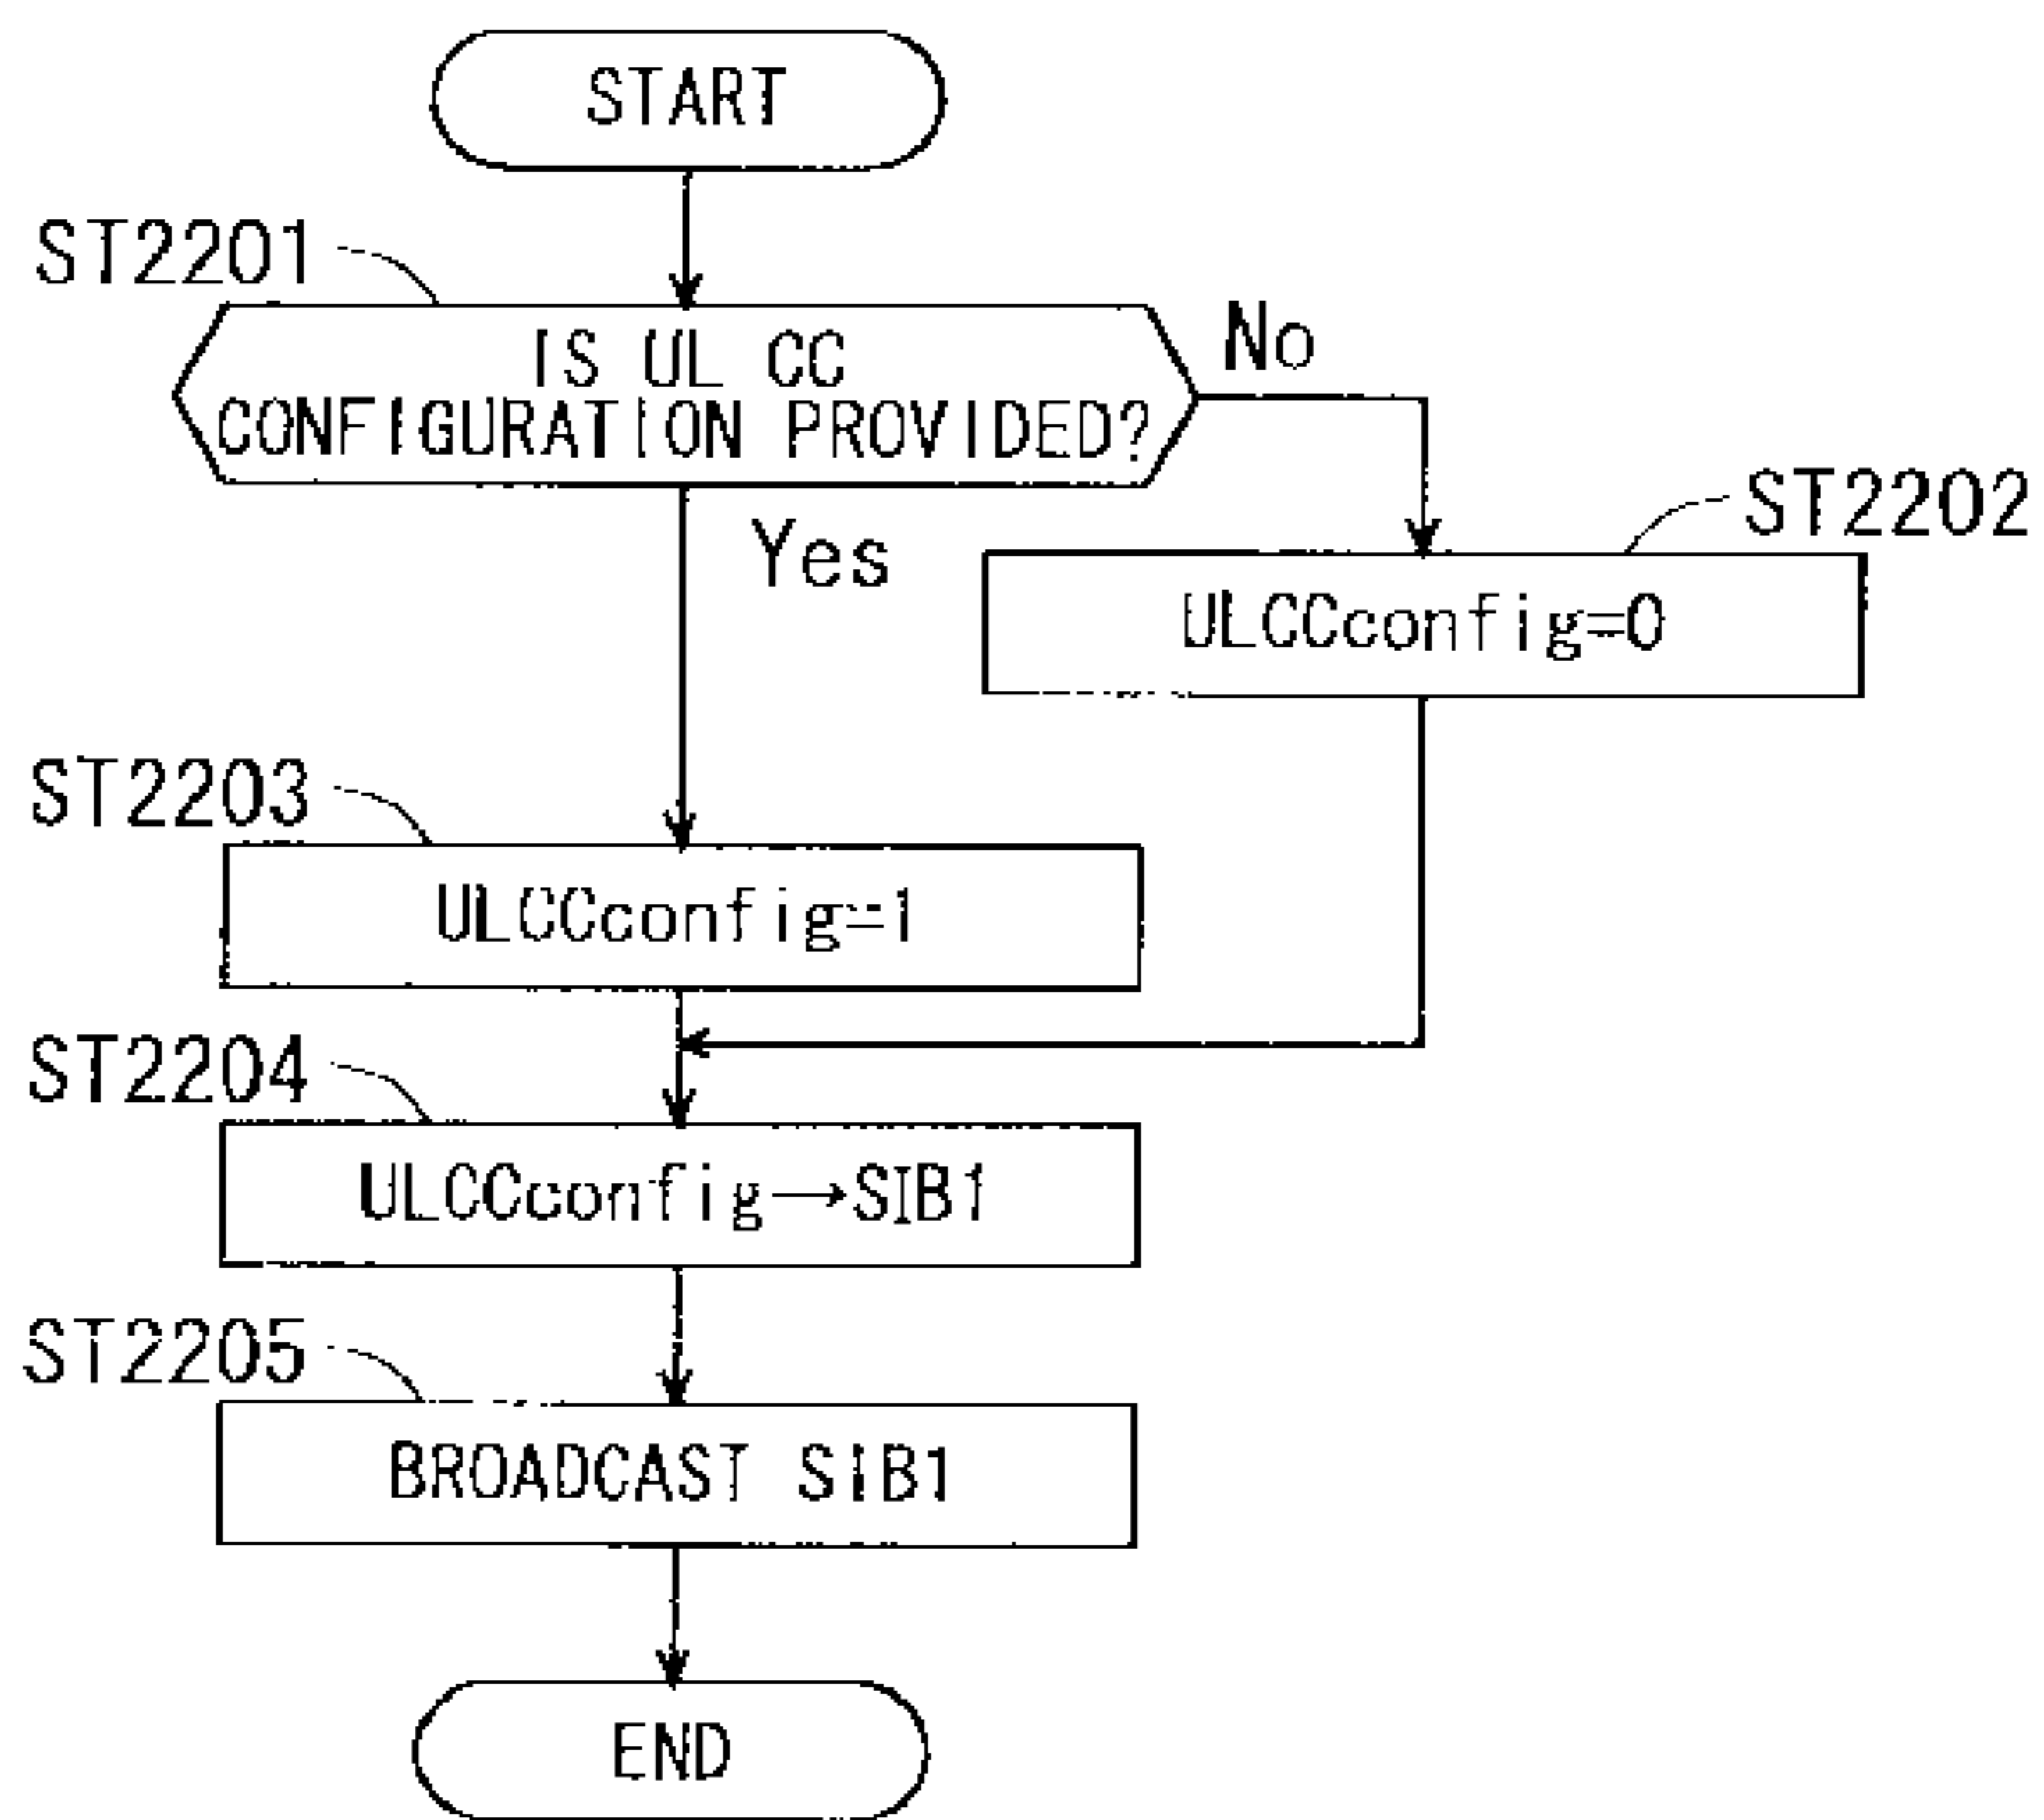 START
ST2201
IS UL CC
CONFIGURATION PROVIDED?
No
Yes
ST2202
ULCCconfig=0
ST2203
ULCCconfig=1
ST2204
ULCCconfig→SIB1
ST2205
BROADCAST SIB1
END